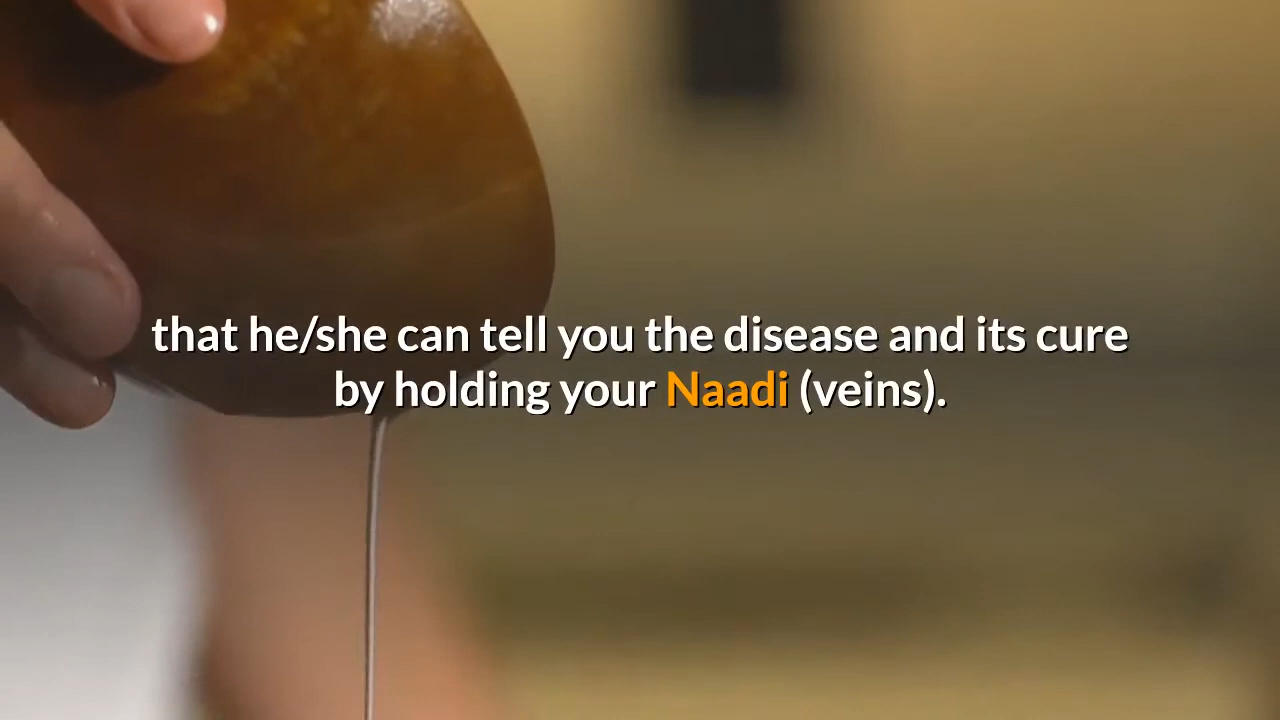 that he/she can tell you the disease and its cure
by holding your Naadi (veins).